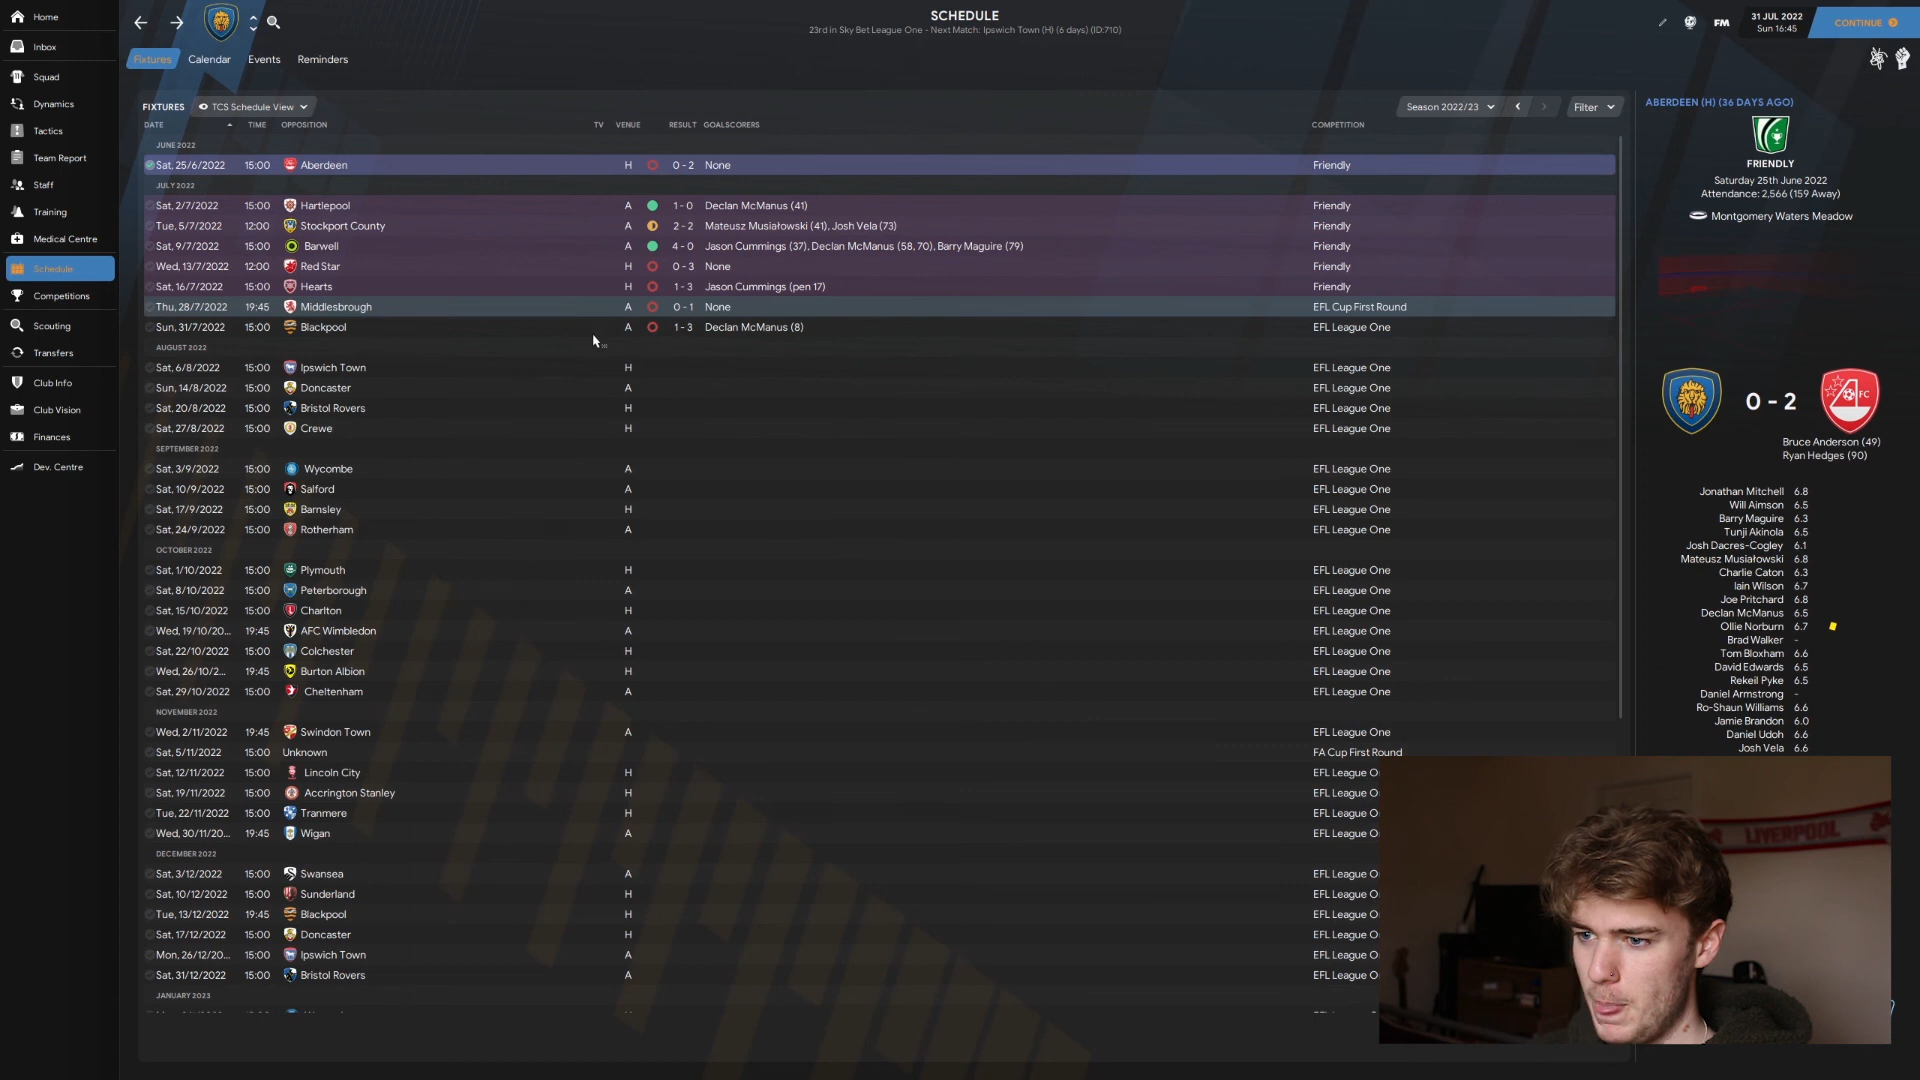 Home
Inbox
Squad
Dynamics
Tactics
Team Report
Staff
Training
Medical Centre
Schedule
Competitions
Scouting
Transfers
Club Info
Club Vision
Finances
Dev. Centre
SCHEDULE
23rd in Sky Bet League One - Next Match: Ipswich Town (H) (6 days) (ID:710)
FM
31 JUL 2022
Sun 16:45
CONTINUE
Fixtures Calendar Events Reminders
FIXTURES TCS Schedule View Season 2022/23 Filter
DATE TIME OPPOSITION TV VENUE RESULT GOALSCORERS COMPETITION
JUNE 2022
Sat, 25/6/2022 15:00 Aberdeen H 0 - 2 None Friendly
JULY 2022
Sat, 2/7/2022 15:00 Hartlepool A 1 - 0 Declan McManus (41) Friendly
Tue, 5/7/2022 12:00 Stockport County A 2 - 2 Mateusz Musiałowski (41), Josh Vela (73) Friendly
Sat, 9/7/2022 15:00 Barwell A 4 - 0 Jason Cummings (37), Declan McManus (58, 70), Barry Maguire (79) Friendly
Wed, 13/7/2022 12:00 Red Star H 0 - 3 None Friendly
Sat, 16/7/2022 15:00 Hearts H 1 - 3 Jason Cummings (pen 17) Friendly
Thu, 28/7/2022 19:45 Middlesbrough A 0 - 1 None EFL Cup First Round
Sun, 31/7/2022 15:00 Blackpool A 1 - 3 Declan McManus (8) EFL League One
AUGUST 2022
Sat, 6/8/2022 15:00 Ipswich Town H EFL League One
Sun, 14/8/2022 15:00 Doncaster A EFL League One
Sat, 20/8/2022 15:00 Bristol Rovers H EFL League One
Sat, 27/8/2022 15:00 Crewe H EFL League One
SEPTEMBER 2022
Sat, 3/9/2022 15:00 Wycombe A EFL League One
Sat, 10/9/2022 15:00 Salford A EFL League One
Sat, 17/9/2022 15:00 Barnsley H EFL League One
Sat, 24/9/2022 15:00 Rotherham A EFL League One
OCTOBER 2022
Sat, 1/10/2022 15:00 Plymouth H EFL League One
Sat, 8/10/2022 15:00 Peterborough A EFL League One
Sat, 15/10/2022 15:00 Charlton H EFL League One
Wed, 19/10/20... 19:45 AFC Wimbledon A EFL League One
Sat, 22/10/2022 15:00 Colchester H EFL League One
Wed, 26/10/2... 19:45 Burton Albion H EFL League One
Sat, 29/10/2022 15:00 Cheltenham A EFL League One
NOVEMBER 2022
Wed, 2/11/2022 19:45 Swindon Town A EFL League One
Sat, 5/11/2022 15:00 Unknown FA Cup First Round
Sat, 12/11/2022 15:00 Lincoln City H EFL League O
Sat, 19/11/2022 15:00 Accrington Stanley H EFL League O
Tue, 22/11/2022 15:00 Tranmere H EFL League O
Wed, 30/11/20... 19:45 Wigan A EFL League O
DECEMBER 2022
Sat, 3/12/2022 15:00 Swansea A EFL League O
Sat, 10/12/2022 15:00 Sunderland H EFL League O
Tue, 13/12/2022 19:45 Blackpool H EFL League O
Sat, 17/12/2022 15:00 Doncaster H EFL League O
Mon, 26/12/20... 15:00 Ipswich Town A EFL League O
Sat, 31/12/2022 15:00 Bristol Rovers A EFL League O
JANUARY 2023
ABERDEEN (H) (36 DAYS AGO)
FRIENDLY
Saturday 25th June 2022
Attendance: 2,566 (159 Away)
Montgomery Waters Meadow
0 - 2
AFC
Bruce Anderson (49)
Ryan Hedges (90)
Jonathan Mitchell 6.8
Will Aimson 6.5
Barry Maguire 6.3
Tunji Akinola 6.5
Josh Dacres-Cogley 6.1
Mateusz Musiałowski 6.8
Charlie Caton 6.3
Iain Wilson 6.7
Joe Pritchard 6.8
Declan McManus 6.5
Ollie Norburn 6.7
Brad Walker -
Tom Bloxham 6.6
David Edwards 6.5
Rekeil Pyke 6.5
Daniel Armstrong -
Ro-Shaun Williams 6.6
Jamie Brandon 6.0
Daniel Udoh 6.6
Josh Vela 6.6
LIVERPOOL